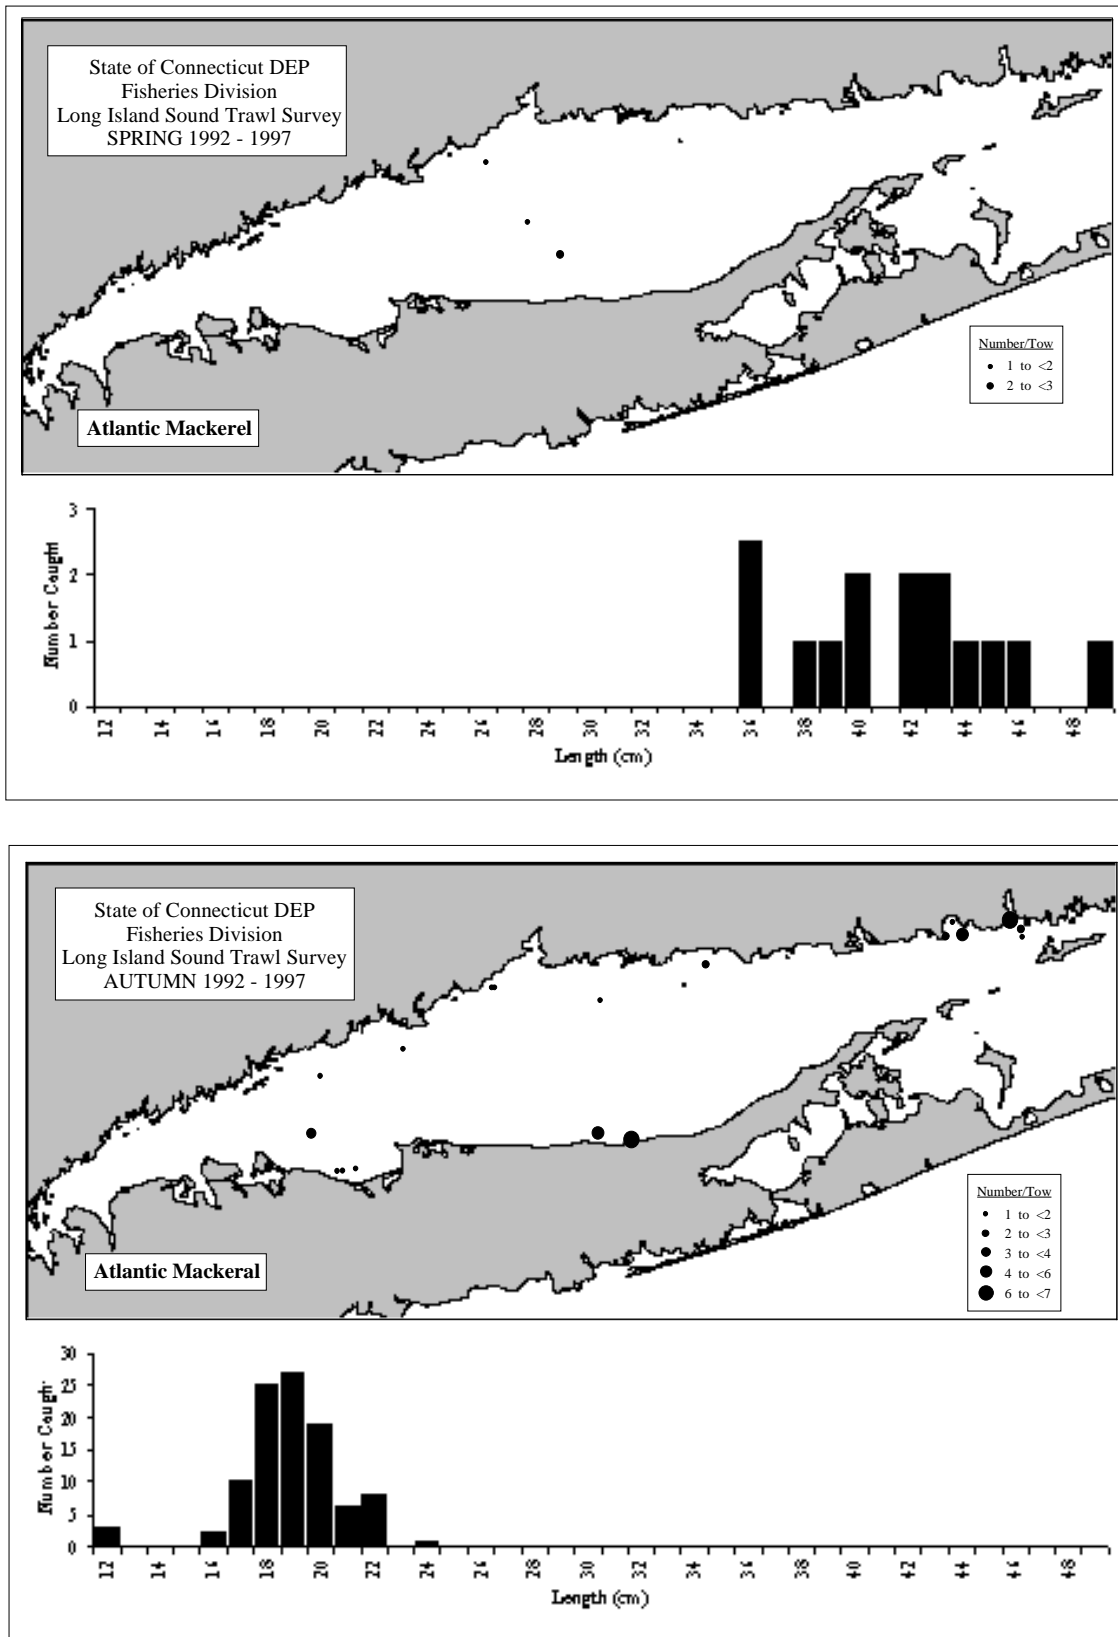 State of Connecticut DEP
Fisheries Division
Long Island Sound Trawl Survey
SPRING 1992 - 1997
Number/Tow
1 to <2
2 to <3
Atlantic Mackerel
3
2
1
0
Number Caught
12 14 16 18 20 22 24 26 28 30 32 34 36 38 40 42 44 46 48
Length (cm)
State of Connecticut DEP
Fisheries Division
Long Island Sound Trawl Survey
AUTUMN 1992 - 1997
Number/Tow
1 to <2
2 to <3
3 to <4
4 to <6
6 to <7
Atlantic Mackeral
30
25
20
15
10
5
0
Number Caught
12 14 16 18 20 22 24 26 28 30 32 34 36 38 40 42 44 46 48
Length (cm)